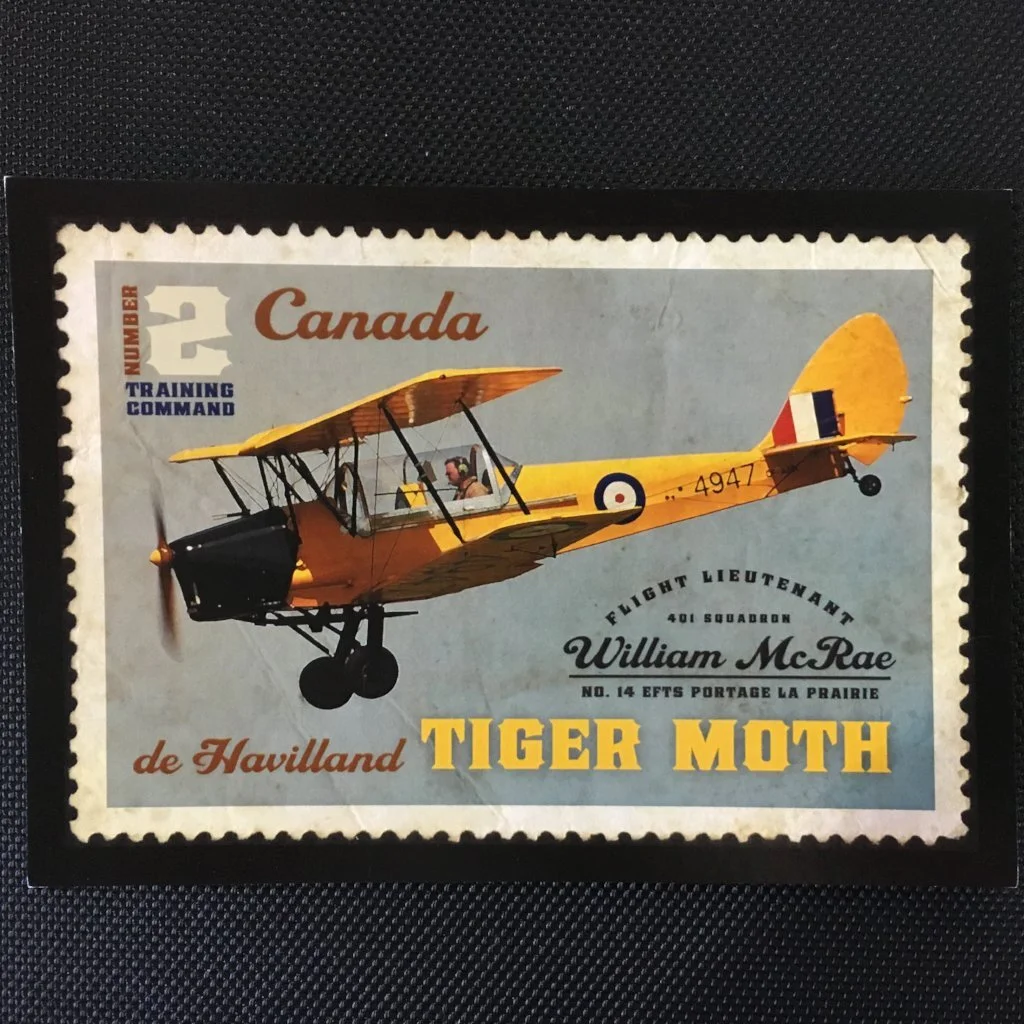 NUMBER
2
TRAINING
COMMAND
Canada
4947
FLIGHT LIEUTENANT
401 SQUADRON
William McRae
NO. 14 EFTS PORTAGE LA PRAIRIE
de Havilland TIGER MOTH